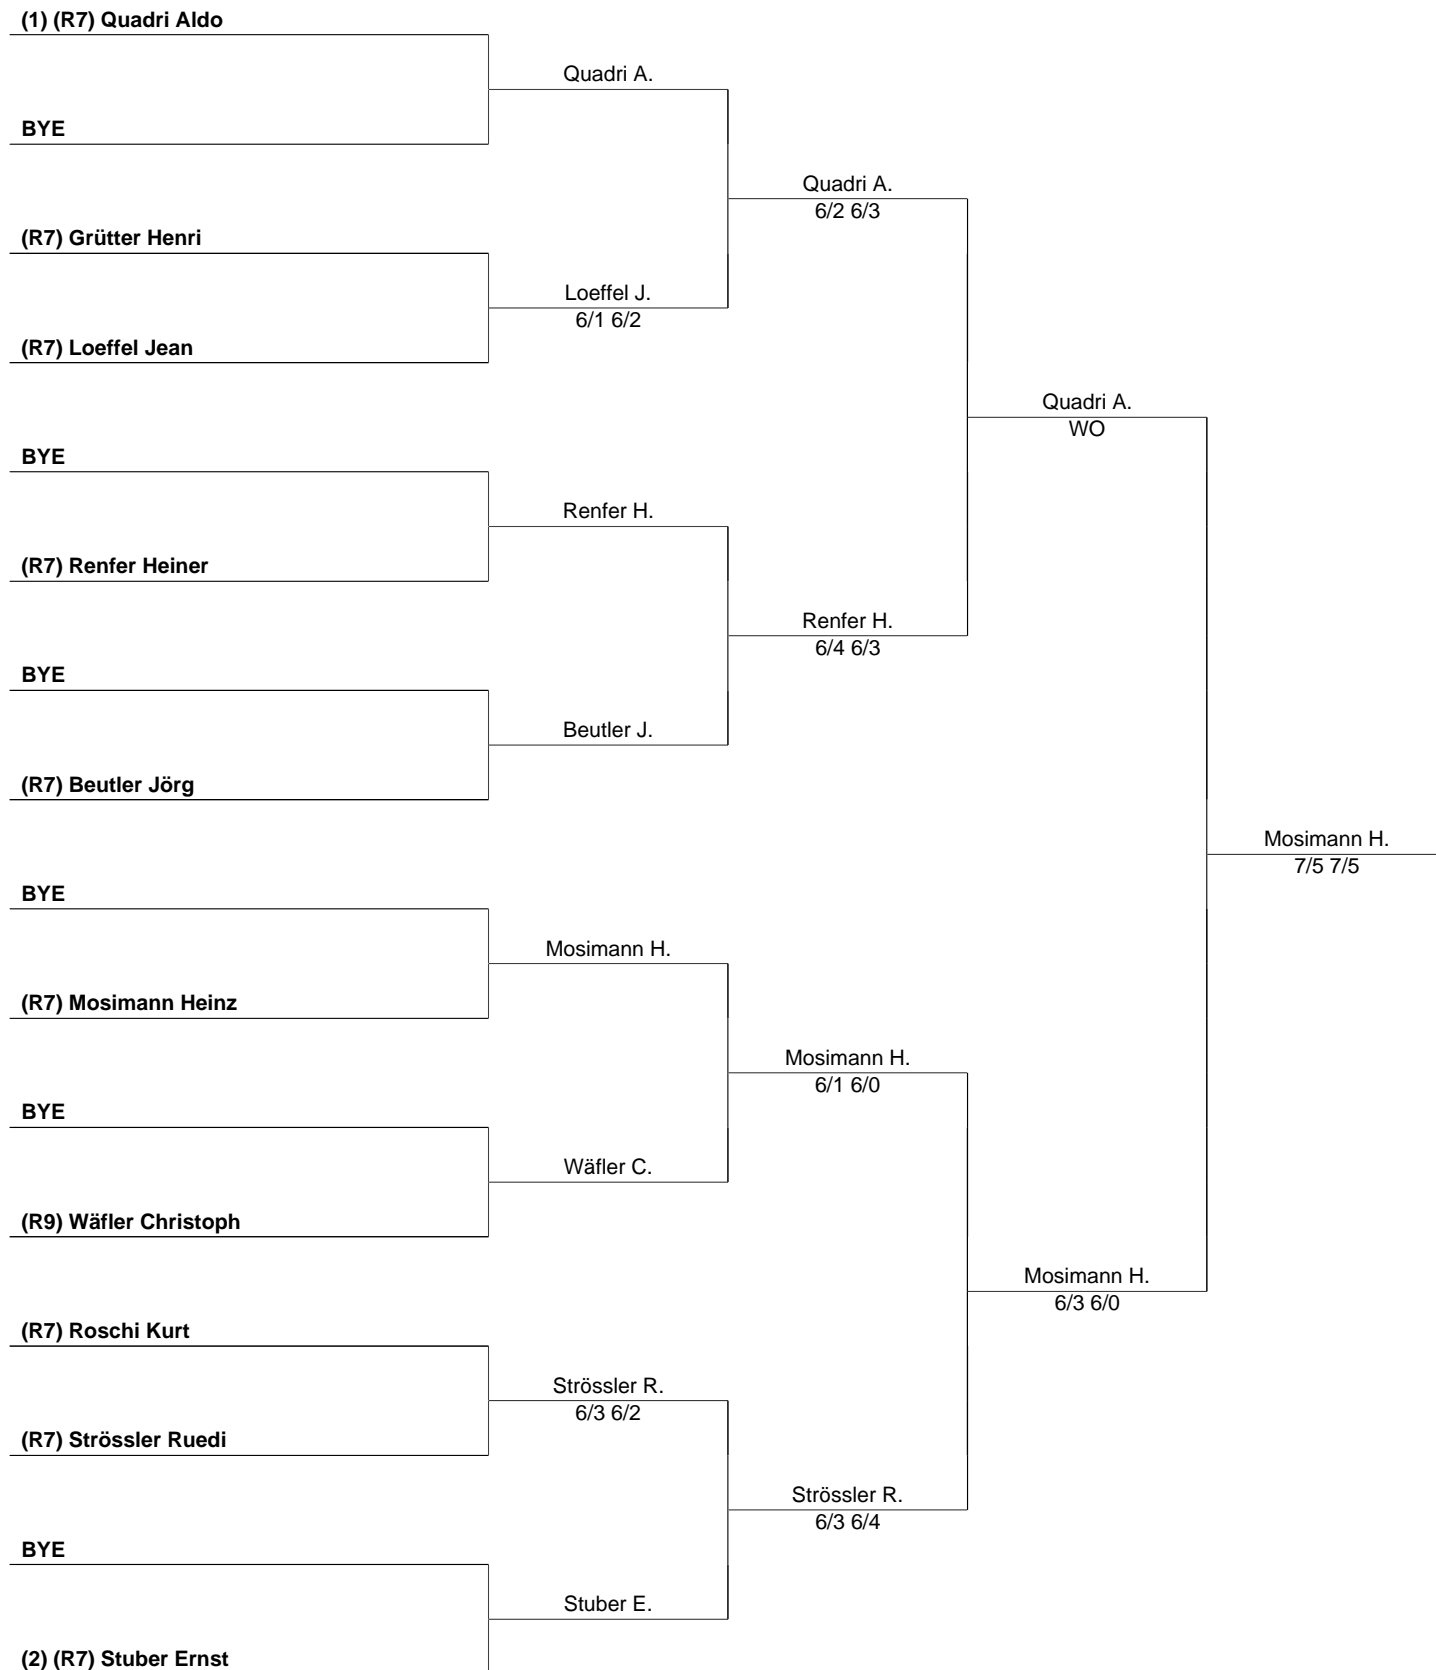 (1) (R7) Quadri Aldo
Quadri A.
BYE
Quadri A.
6/2 6/3
(R7) Grütter Henri
Loeffel J.
6/1 6/2
(R7) Loeffel Jean
Quadri A.
WO
BYE
Renfer H.
(R7) Renfer Heiner
Renfer H.
6/4 6/3
BYE
Beutler J.
(R7) Beutler Jörg
Mosimann H.
7/5 7/5
BYE
Mosimann H.
(R7) Mosimann Heinz
Mosimann H.
6/1 6/0
BYE
Wäfler C.
(R9) Wäfler Christoph
Mosimann H.
6/3 6/0
(R7) Roschi Kurt
Strössler R.
6/3 6/2
(R7) Strössler Ruedi
Strössler R.
6/3 6/4
BYE
Stuber E.
(2) (R7) Stuber Ernst